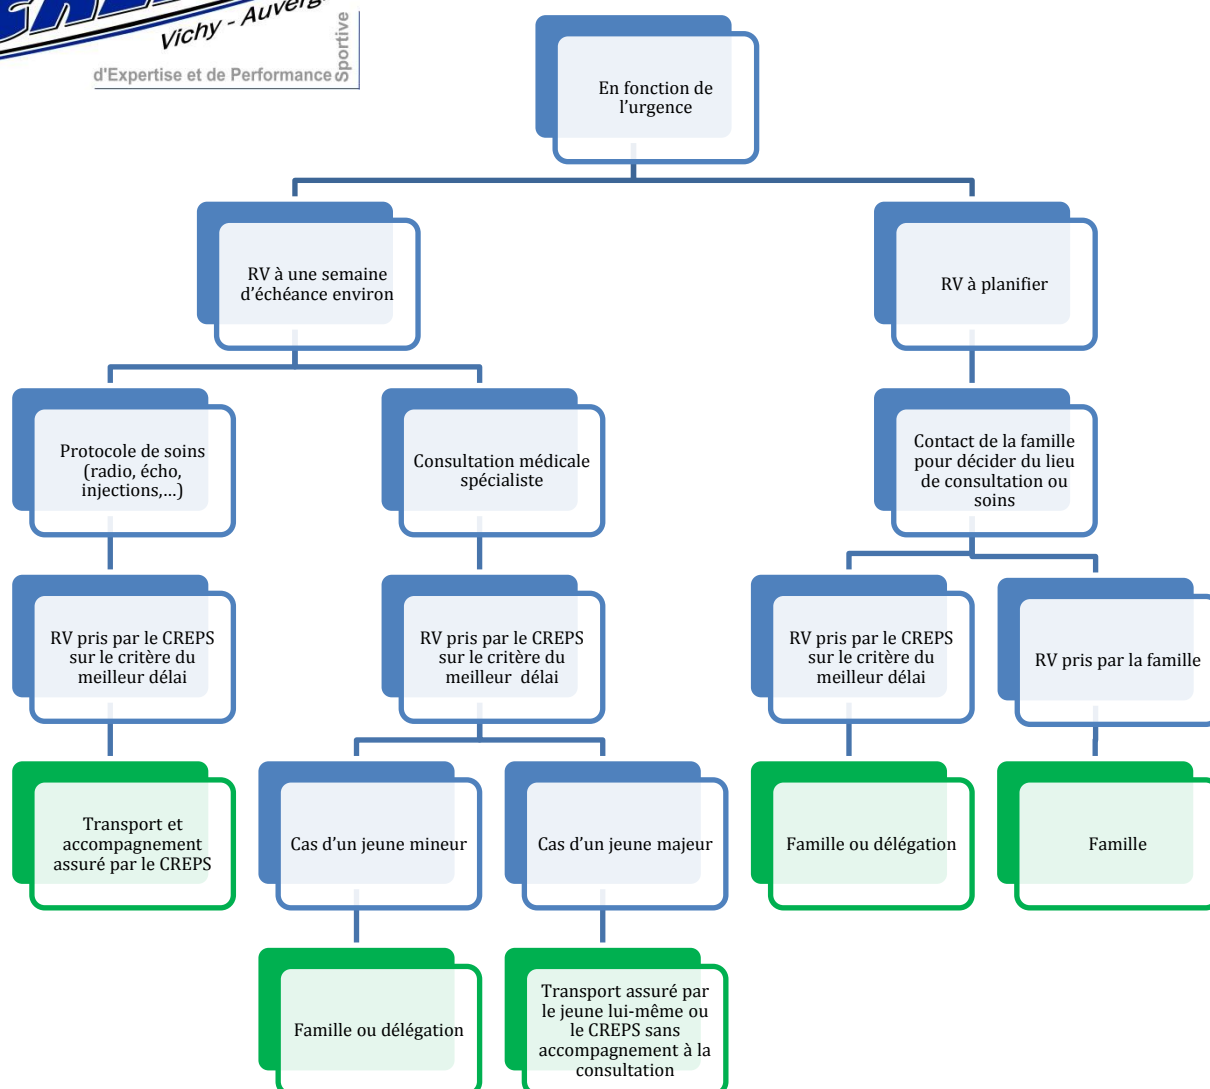 Vichy - Auverg
d'Expertise et de Performance
Sportive
En fonction de
l'urgence
RV à une semaine
d'échéance environ
RV à planifier
Protocole de soins
(radio, écho,
injections,...)
Consultation médicale
spécialiste
Contact de la famille
pour décider du lieu
de consultation ou
soins
RV pris par le CREPS
sur le critère du
meilleur délai
RV pris par le CREPS
sur le critère du
meilleur délai
RV pris par le CREPS
sur le critère du
meilleur délai
RV pris par la famille
Transport et
accompagnement
assuré par le CREPS
Cas d'un jeune mineur
Cas d'un jeune majeur
Famille ou délégation
Famille
Famille ou délégation
Transport assuré par
le jeune lui-même ou
le CREPS sans
accompagnement à la
consultation